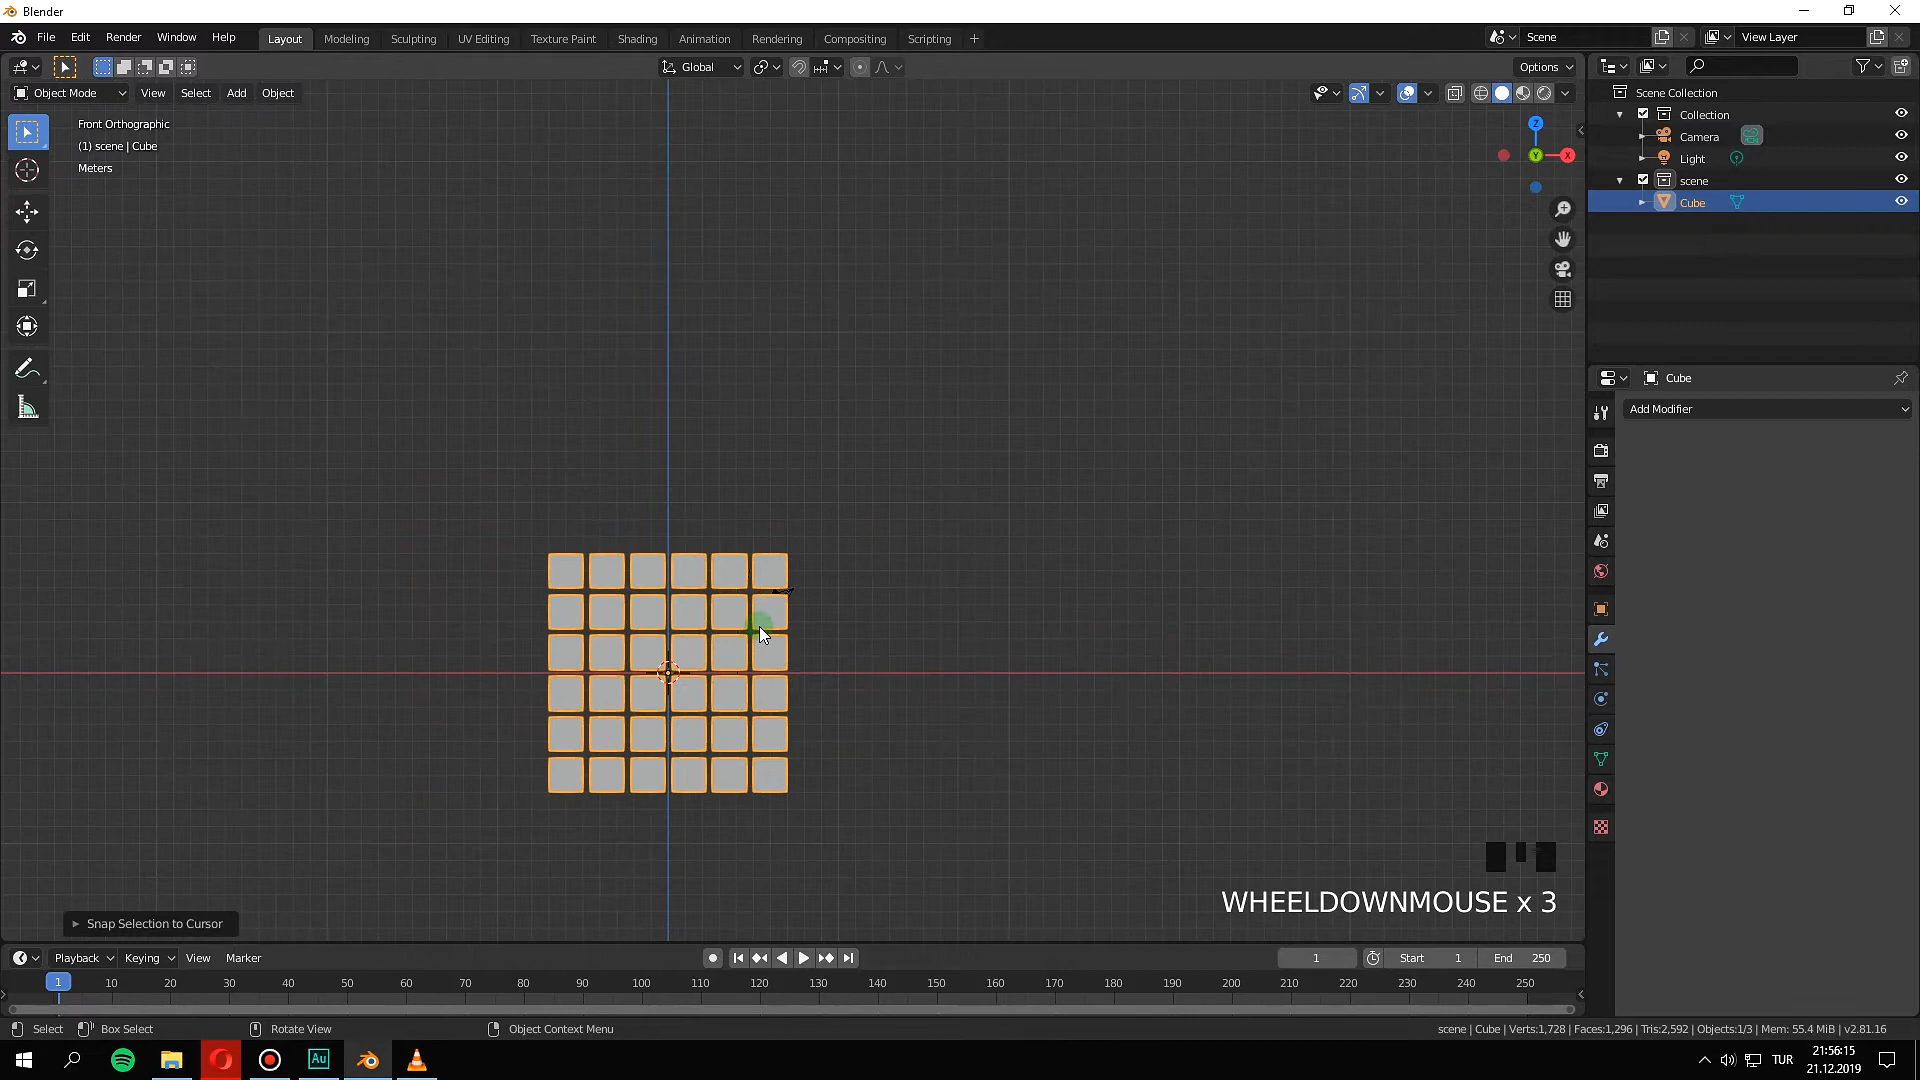 Blender
File Edit Render Window Help Layout Modeling Sculpting UV Editing Texture Paint Shading Animation Rendering Compositing Scripting + Scene View Layer
Global Options
Object Mode View Select Add Object
Scene Collection
Collection
Camera
Light
scene
Cube
Front Orthographic
(1) scene | Cube
Meters
Z
Y
X
Cube
Add Modifier
WHEELDOWNMOUSE x 3
Snap Selection to Cursor
Playback Keying View Marker 1 Start 1 End 250
1 10 20 30 40 50 60 70 80 90 100 110 120 130 140 150 160 170 180 190 200 210 220 230 240 250
Select Box Select Rotate View Object Context Menu scene | Cube | Verts:1,728 | Faces:1,296 | Tris:2,592 | Objects:1/3 | Mem: 55.4 MiB | v2.81.16
Au
TUR
21:56:15
21.12.2019